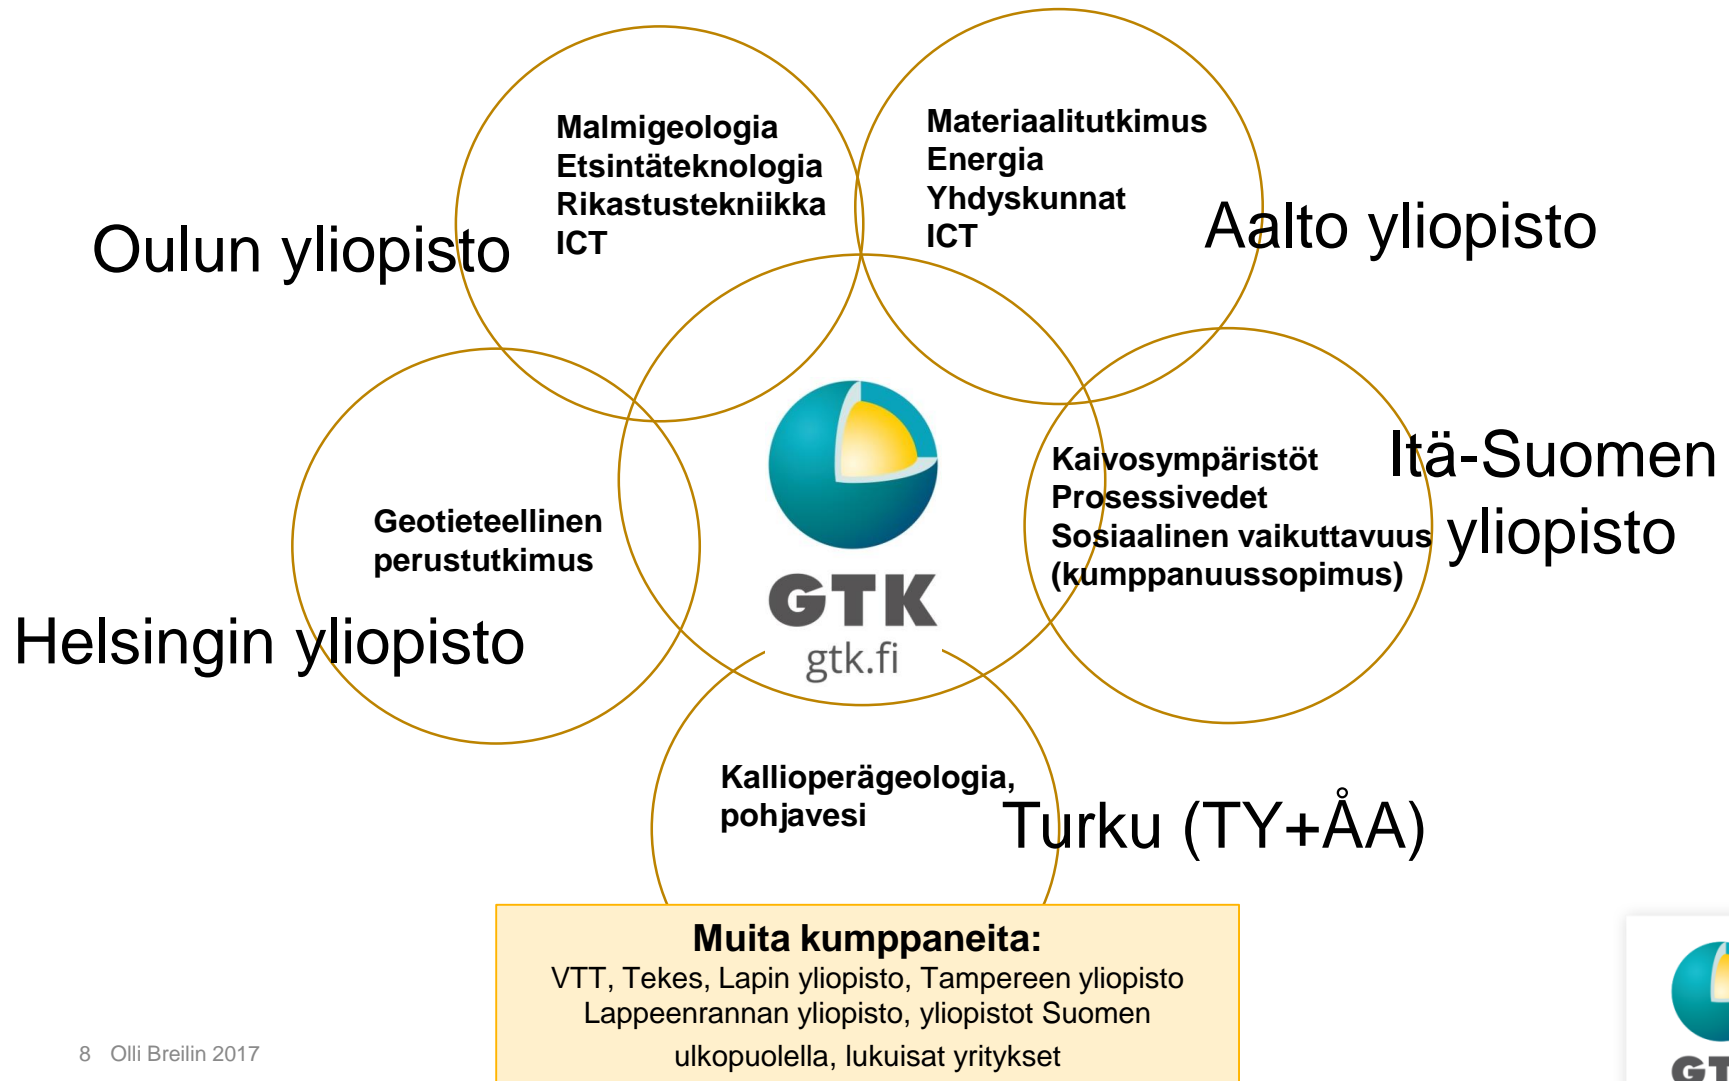 Malmigeologia
Etsintäteknologia
Rikastustekniikka
ICT
Materiaalitutkimus
Energia
Yhdyskunnat
ICT
Oulun yliopisto
Aalto yliopisto
Geotieteellinen
perustutkimus
Helsingin yliopisto
GTK
gtk.fi
Kaivosympäristöt
Prosessivedet
Sosiaalinen vaikuttavuus
(kumppanuussopimus)
Itä-Suomen
yliopisto
Kallioperägeologia,
pohjavesi
Turku (TY+ÅA)
Muita kumppaneita:
VTT, Tekes, Lapin yliopisto, Tampereen yliopisto
Lappeenrannan yliopisto, yliopistot Suomen
ulkopuolella, lukuisat yritykset
8 Olli Breilin 2017